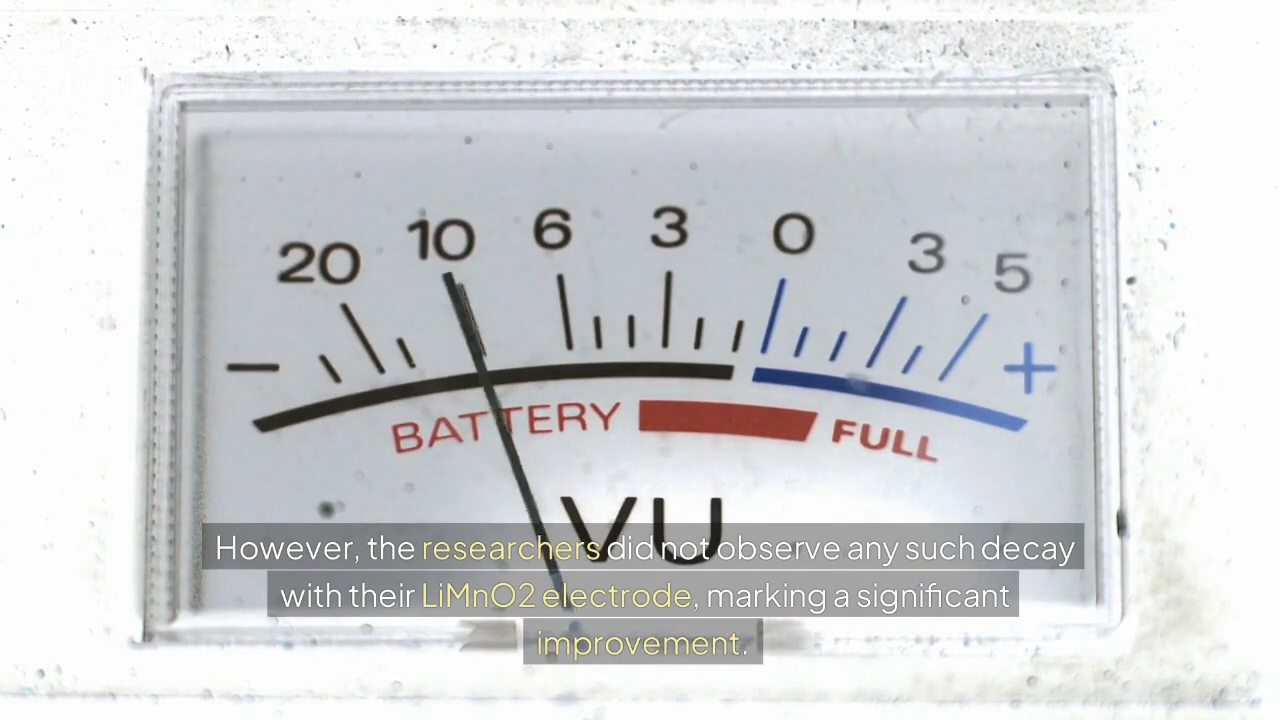 20 10 6 3 0 3 5
− +
BATTERY FULL
VU
However, the researchers did not observe any such decay
with their LiMnO2 electrode, marking a significant
improvement.